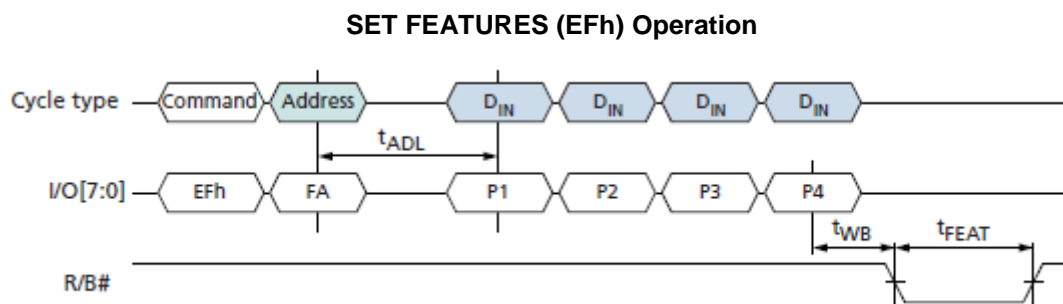 SET FEATURES (EFh) Operation
Cycle type Command Address DIN DIN DIN DIN
tADL
I/O[7:0] EFh FA P1 P2 P3 P4
tWB tFEAT
R/B#